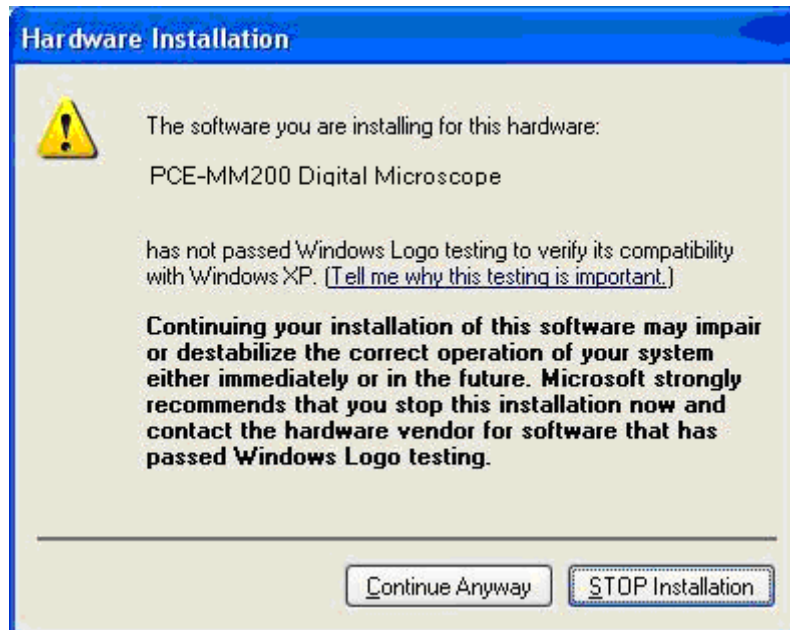 Hardware Installation
The software you are installing for this hardware:
PCE-MM200 Digital Microscope
has not passed Windows Logo testing to verify its compatibility
with Windows XP. (Tell me why this testing is important.)
Continuing your installation of this software may impair
or destabilize the correct operation of your system
either immediately or in the future. Microsoft strongly
recommends that you stop this installation now and
contact the hardware vendor for software that has
passed Windows Logo testing.
Continue Anyway
STOP Installation